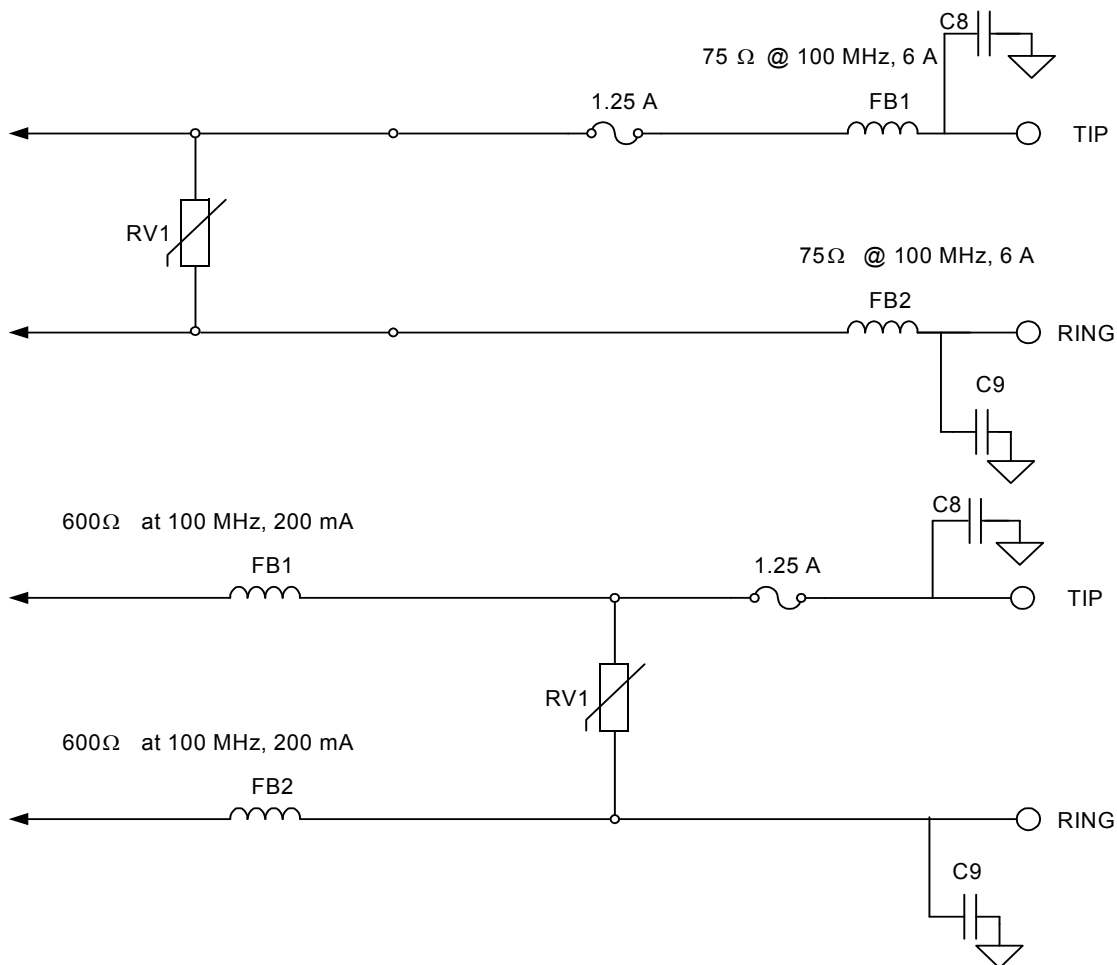 C8
75 Ω @ 100 MHz, 6 A
1.25 A
FB1
TIP
RV1
75Ω @ 100 MHz, 6 A
FB2
RING
C9
C8
600Ω at 100 MHz, 200 mA
FB1
1.25 A
TIP
RV1
600Ω at 100 MHz, 200 mA
FB2
RING
C9